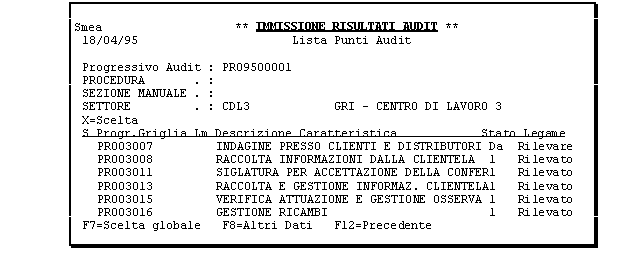 Smea ** IMMISSIONE RISULTATI AUDIT **
18/04/95 Lista Punti Audit
Progressivo Audit : PR09500001
PROCEDURA . :
SEZIONE MANUALE . :
SETTORE . : CDL3 GRI - CENTRO DI LAVORO 3
X=Scelta
S Progr.Griglia Lm Descrizione Caratteristica Stato Legame
PR003007 INDAGINE PRESSO CLIENTI E DISTRIBUTORI Da Rilevare
PR003008 RACCOLTA INFORMAZIONI DALLA CLIENTELA 1 Rilevato
PR003011 SIGLATURA PER ACCETTAZIONE DELLA CONFER1 Rilevato
PR003013 RACCOLTA E GESTIONE INFORMAZ. CLIENTELA1 Rilevato
PR003015 VERIFICA ATTUAZIONE E GESTIONE OSSERVA 1 Rilevato
PR003016 GESTIONE RICAMBI 1 Rilevato
F7=Scelta globale F8=Altri Dati F12=Precedente